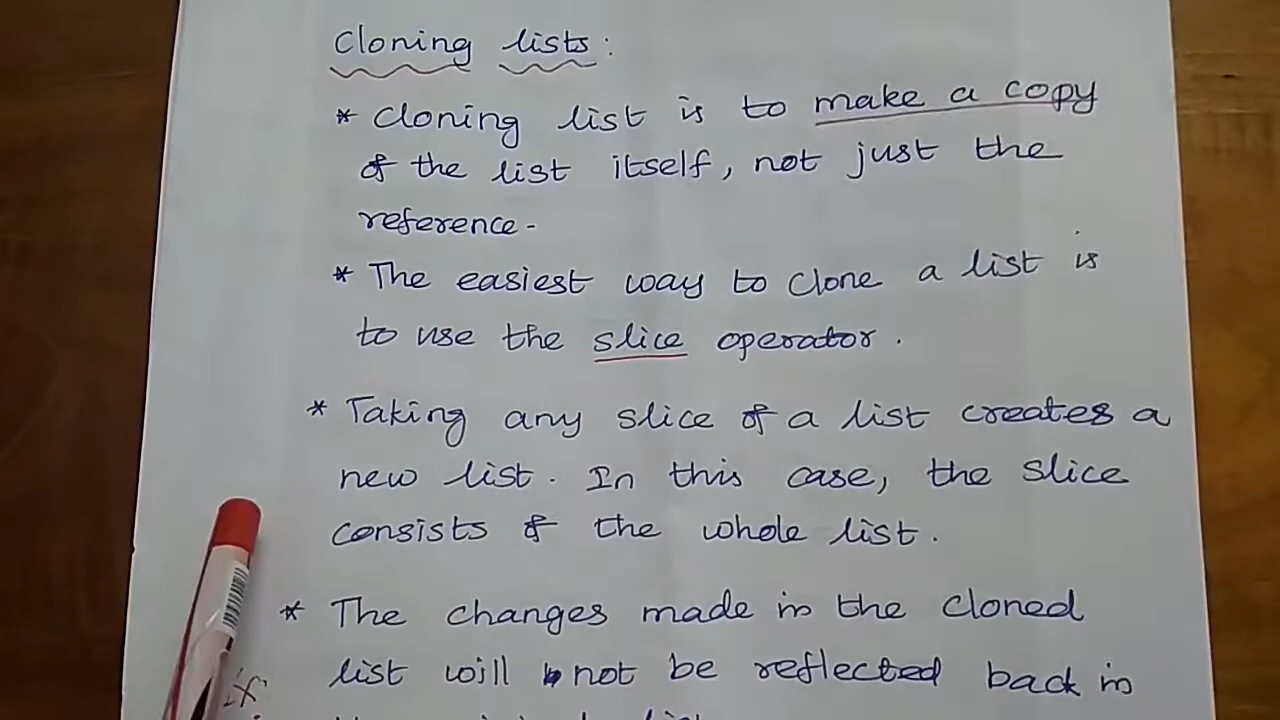 Cloning lists:
* Cloning list is to make a copy
of the list itself, not just the
reference.
* The easiest way to clone a list is
to use the slice operator.
* Taking any slice of a list creates a
new list. In this case, the slice
consists of the whole list.
* The changes made in the cloned
list will not be reflected back in